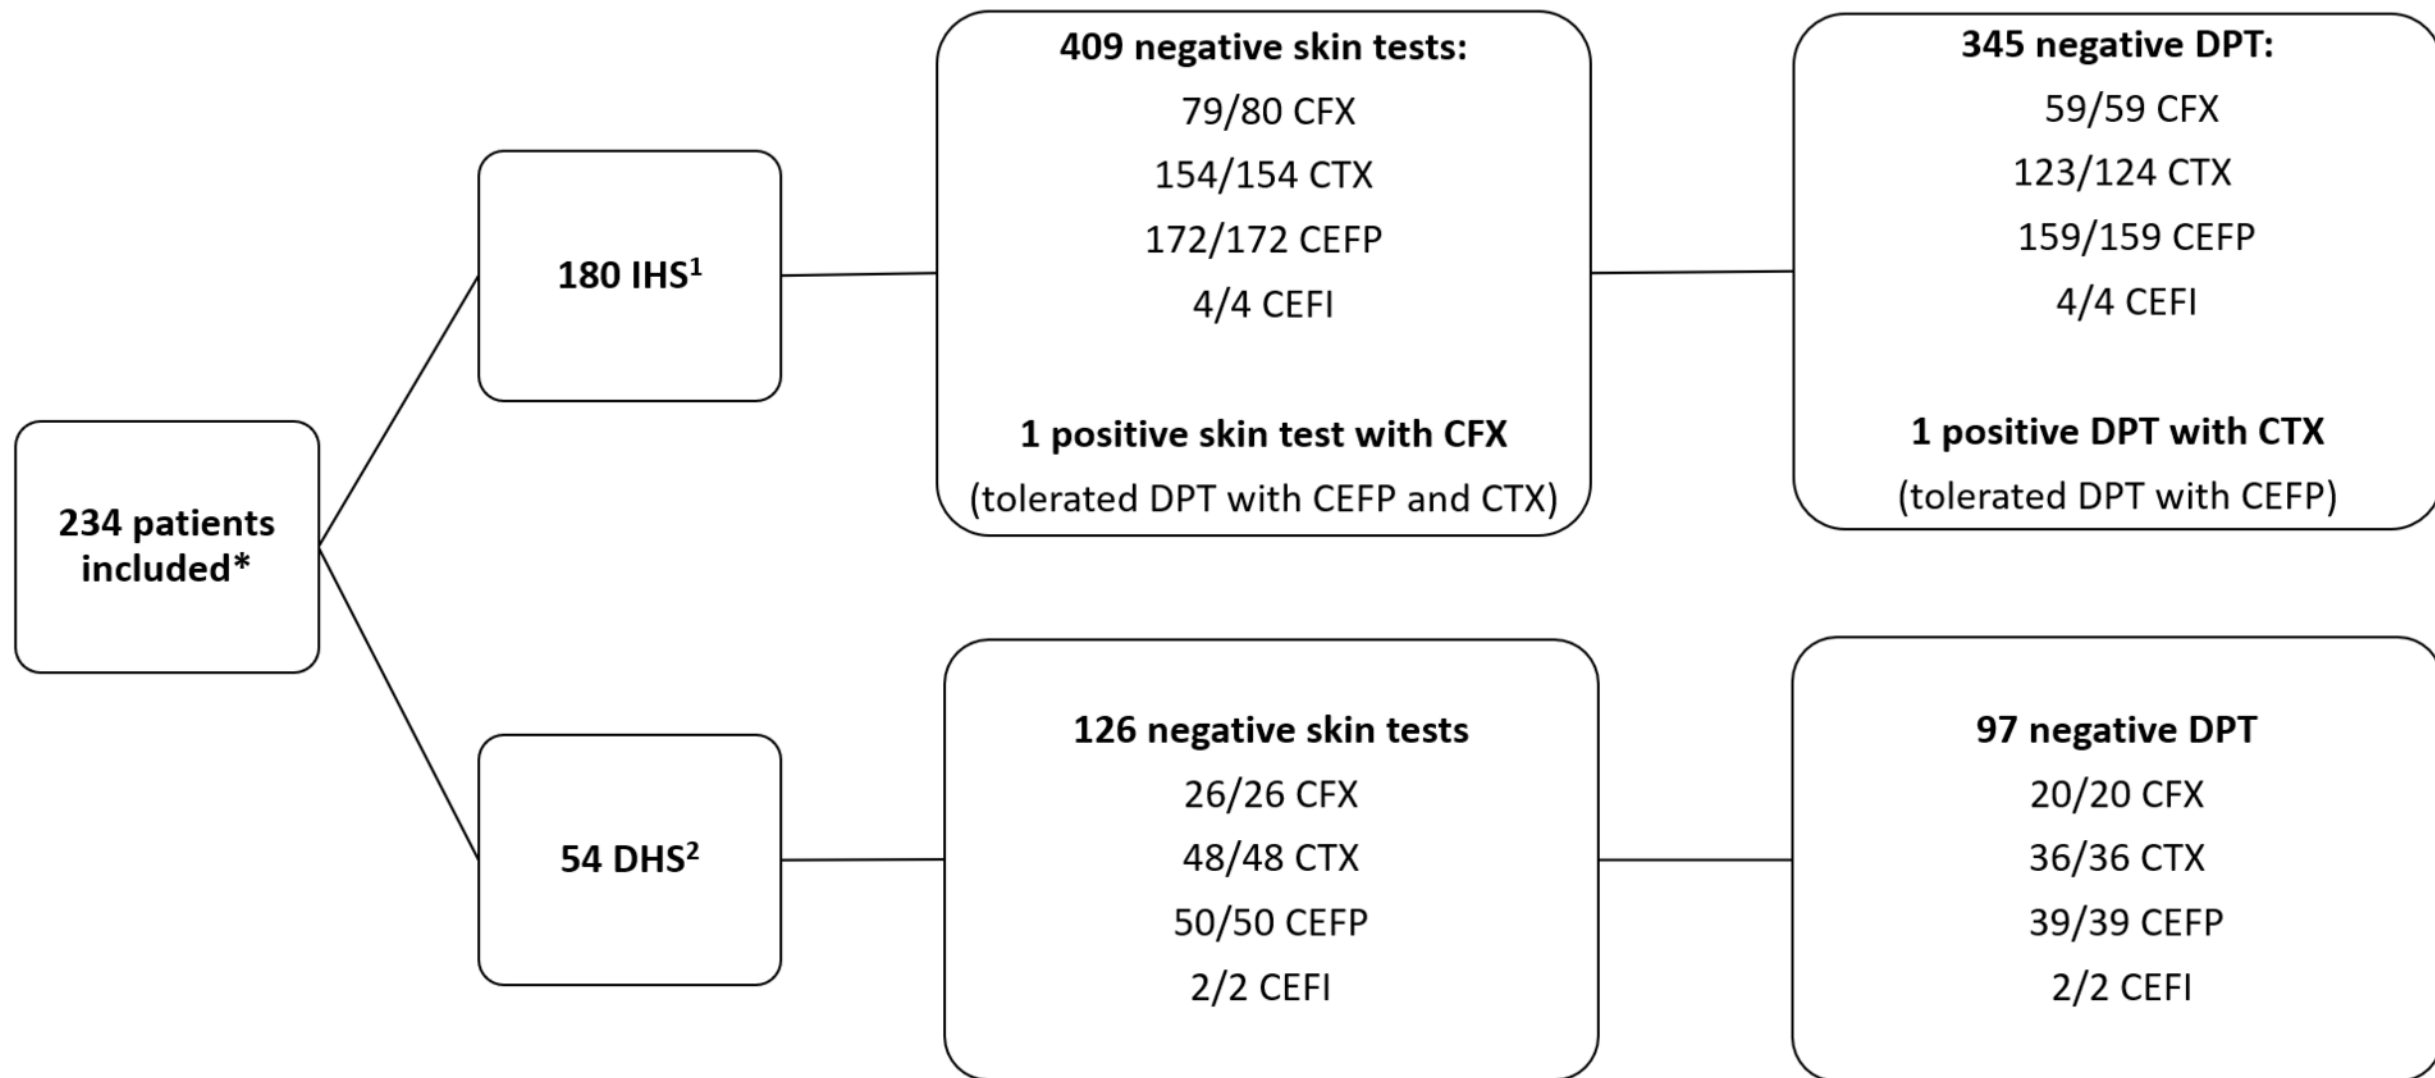 234 patients
included*
180 IHS¹
409 negative skin tests:
79/80 CFX
154/154 CTX
172/172 CEFP
4/4 CEFI
1 positive skin test with CFX
(tolerated DPT with CEFP and CTX)
345 negative DPT:
59/59 CFX
123/124 CTX
159/159 CEFP
4/4 CEFI
1 positive DPT with CTX
(tolerated DPT with CEFP)
54 DHS²
126 negative skin tests
26/26 CFX
48/48 CTX
50/50 CEFP
2/2 CEFI
97 negative DPT
20/20 CFX
36/36 CTX
39/39 CEFP
2/2 CEFI